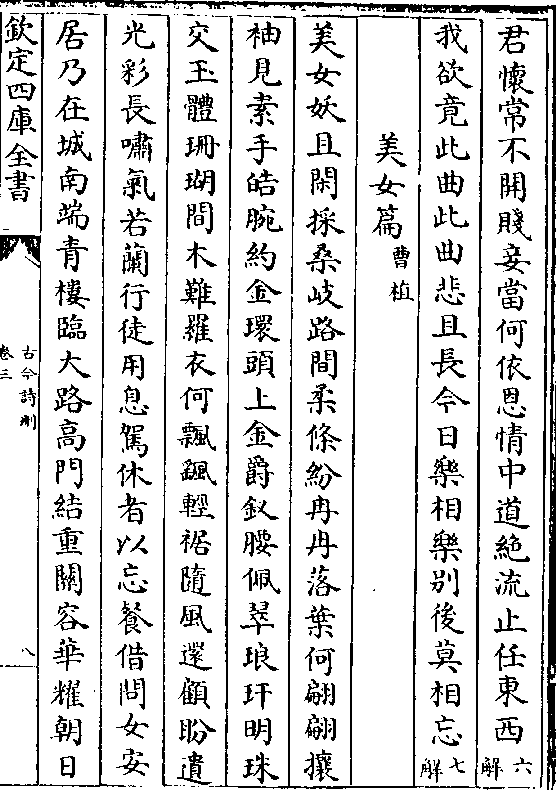 君懷常不開賤妾當何依恩情中道絶流止任東西六解
我欲竟此曲此曲悲且長今日樂相樂别後莫相忘七解
美女篇曹植
美女妖且閑採桑岐路間柔條紛冉冉落葉何翩翩攘
袖見素手皓腕約金環頭上金爵釵腰佩翠琅玕明珠
交玉體珊瑚間木難羅衣何飄飖輕裾隨風還顧盼遺
光彩長嘯氣若蘭行徒用息駕休者以忘餐借問女安
居乃在城南端青樓臨大路高門結重關容華耀朝日
欽定四庫全書
古今詩刪
卷三
八